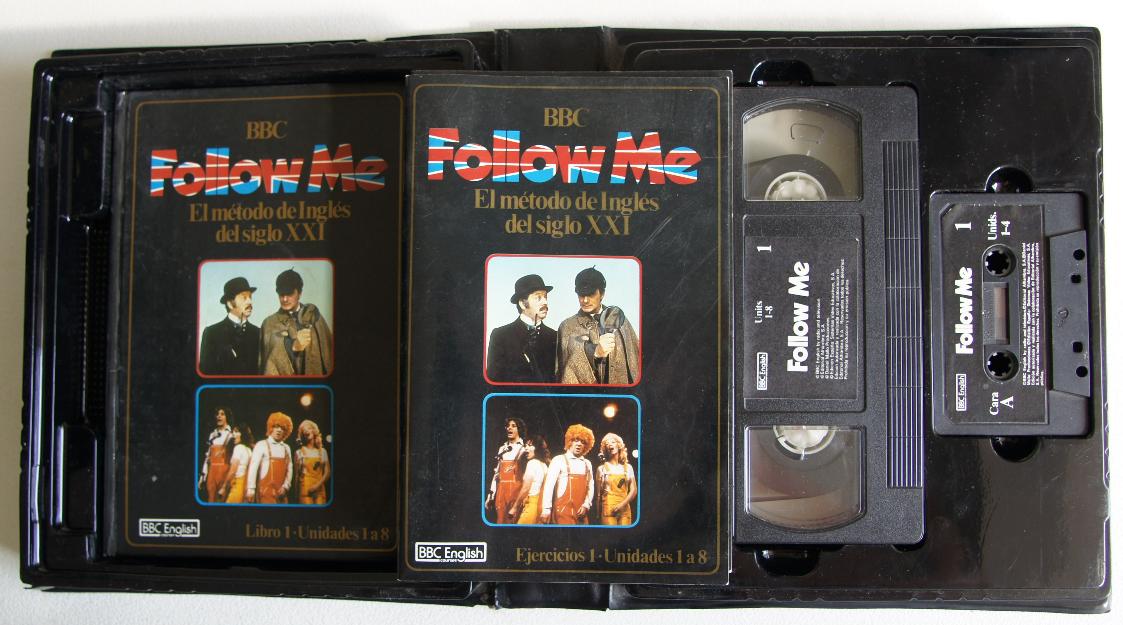 BBC
Follow Me
El método de Inglés
del siglo XXI
BBC English
Libro 1·Unidades 1 a 8
BBC
Follow Me
El método de Inglés
del siglo XXI
BBC English
courses
Ejercicios 1·Unidades 1 a 8
BBC English
Follow Me
Units
1-8
1
BBC English
Follow Me
1
Cara
A
Unids.
1-4